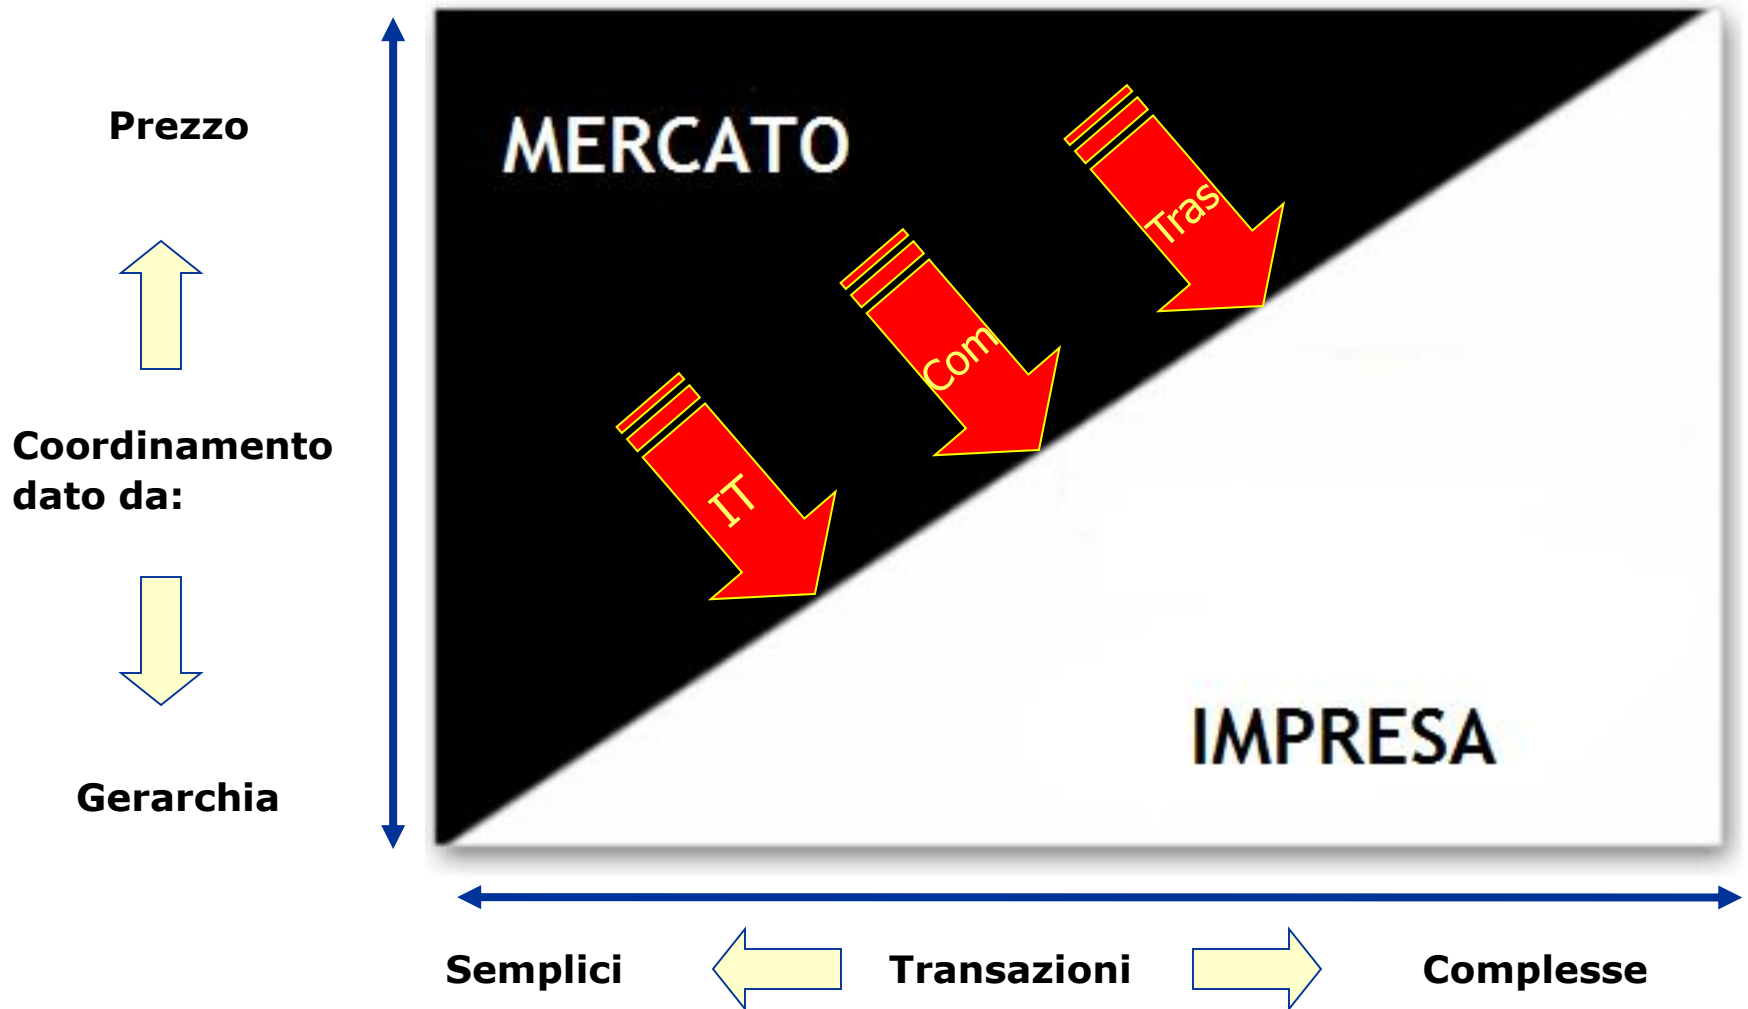 Prezzo
MERCATO
Tras
Com
Coordinamento
dato da:
IT
IMPRESA
Gerarchia
Semplici
Transazioni
Complesse